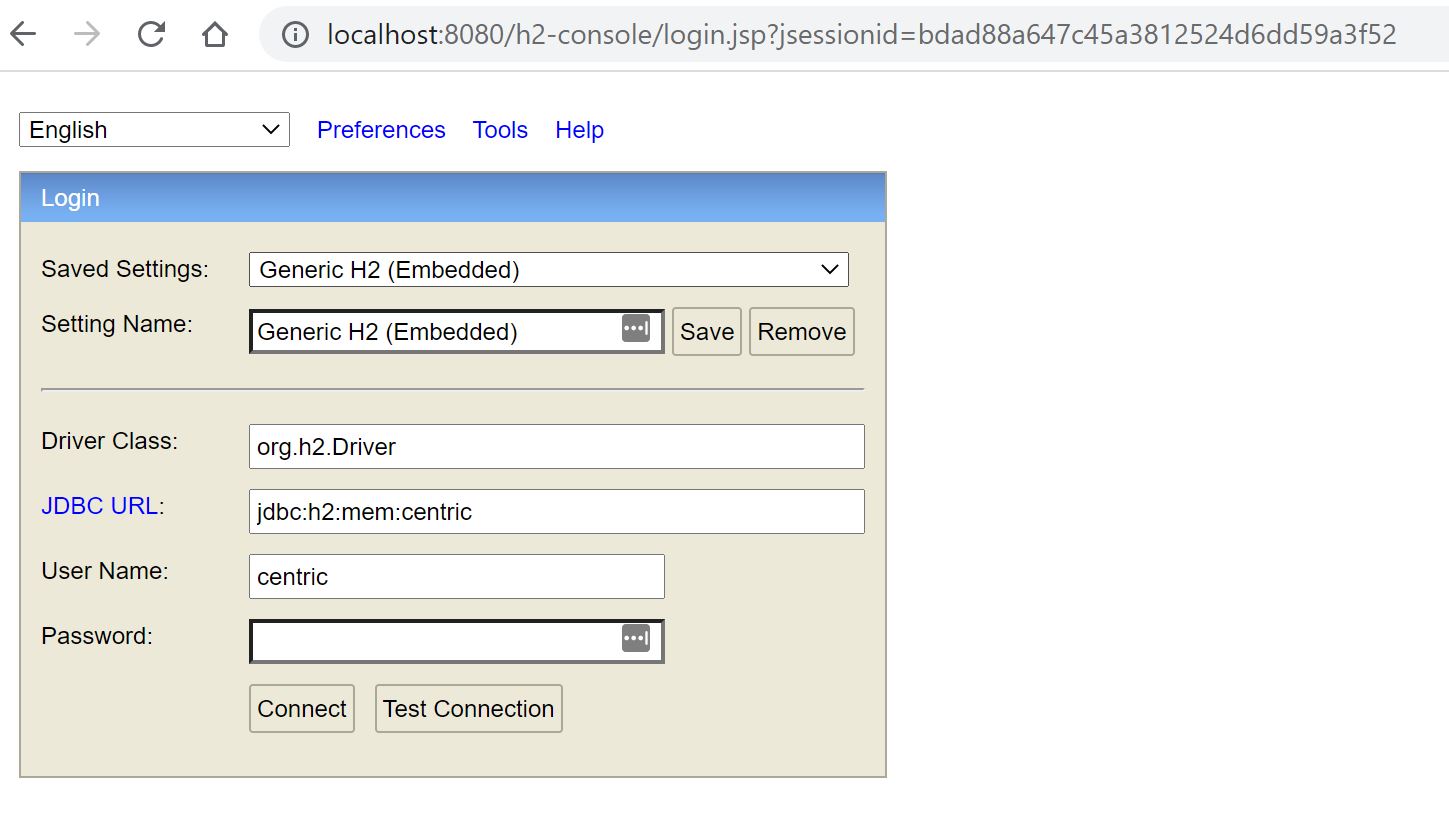 localhost:8080/h2-console/login.jsp?jsessionid=bdad88a647c45a3812524d6dd59a3f52
English Preferences Tools Help
Login
Saved Settings: Generic H2 (Embedded)
Setting Name: Generic H2 (Embedded) Save Remove
Driver Class: org.h2.Driver
JDBC URL: jdbc:h2:mem:centric
User Name: centric
Password:
Connect Test Connection